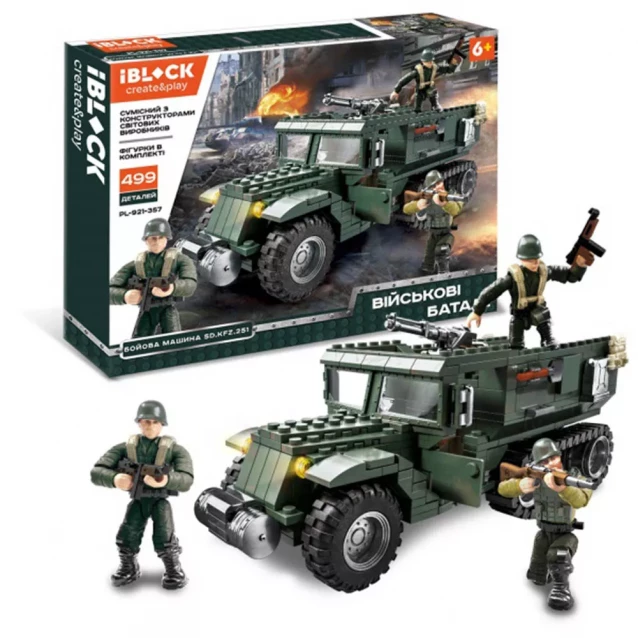 iBLOCK
create&play
iBLOCK
create&play
6+
СУМІСНИЙ З
КОНСТРУКТОРАМИ
СВІТОВИХ
ВИРОБНИКІВ
ФІГУРКИ В
КОМПЛЕКТІ
499
ДЕТАЛЕЙ
PL-921-357
ВІЙСЬКОВІ
БАТА
БОЙОВА МАШИНА SD.KFZ.251